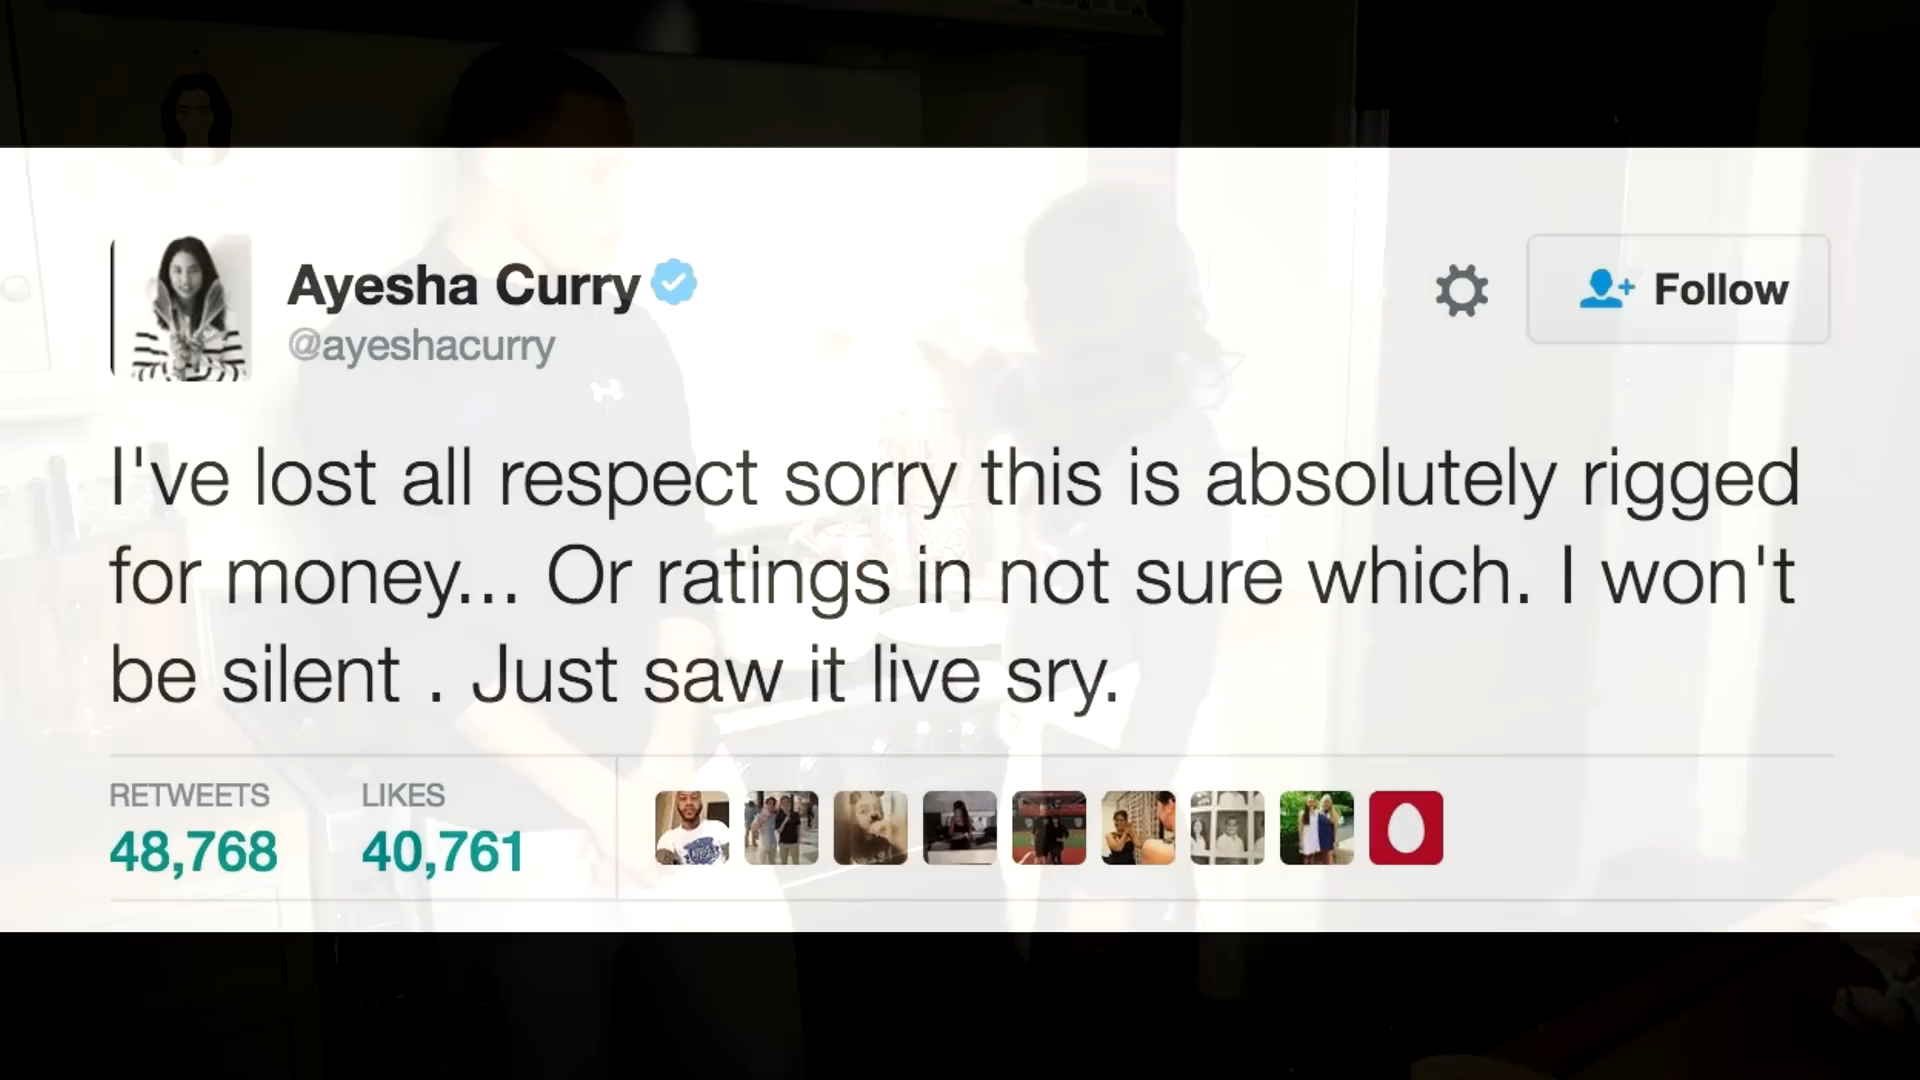 Ayesha Curry
@ayeshacurry
Follow
I've lost all respect sorry this is absolutely rigged
for money... Or ratings in not sure which. I won't
be silent . Just saw it live sry.
RETWEETS LIKES
48,768 40,761